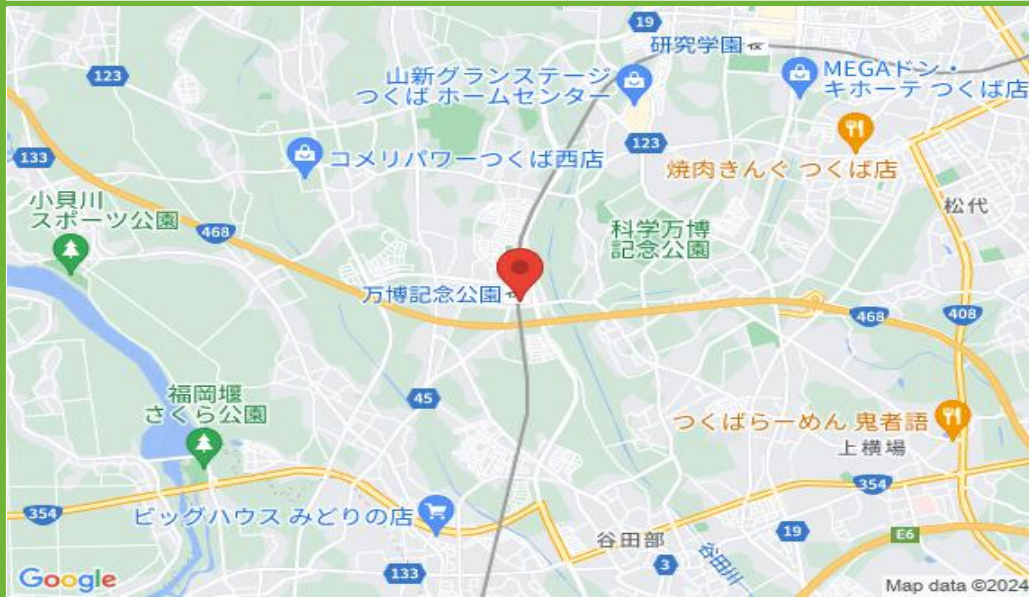 19
研究学園
123
山新グランステージ
つくば ホームセンター
MEGAドン・
キホーテ つくば店
133
コメリパワーつくば西店
123
焼肉きんぐ つくば店
小貝川
スポーツ公園
468
松代
科学万博
記念公園
万博記念公園
468
408
45
福岡堰
さくら公園
つくばらーめん 鬼者語
上横場
354
354
ビッグハウス みどりの店
谷田部
19
E6
3
谷田川
133
Google
Map data ©2024